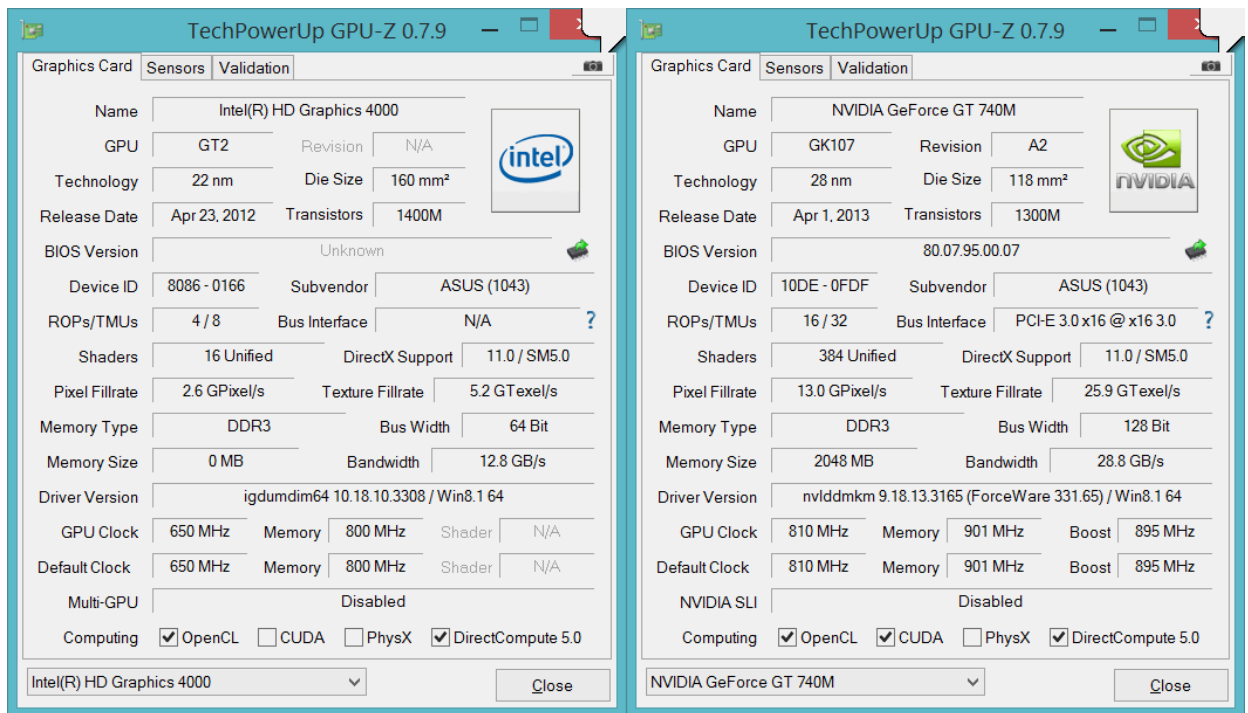 TechPowerUp GPU-Z 0.7.9
Graphics Card Sensors Validation
Name Intel(R) HD Graphics 4000
intel
GPU GT2 Revision N/A
Technology 22 nm Die Size 160 mm²
Release Date Apr 23, 2012 Transistors 1400M
BIOS Version Unknown
Device ID 8086 - 0166 Subvendor ASUS (1043)
ROPs/TMUs 4 / 8 Bus Interface N/A ?
Shaders 16 Unified DirectX Support 11.0 / SM5.0
Pixel Fillrate 2.6 GPixel/s Texture Fillrate 5.2 GTexel/s
Memory Type DDR3 Bus Width 64 Bit
Memory Size 0 MB Bandwidth 12.8 GB/s
Driver Version igdumdim64 10.18.10.3308 / Win8.1 64
GPU Clock 650 MHz Memory 800 MHz Shader N/A
Default Clock 650 MHz Memory 800 MHz Shader N/A
Multi-GPU Disabled
Computing OpenCL CUDA PhysX DirectCompute 5.0
Intel(R) HD Graphics 4000 Close
TechPowerUp GPU-Z 0.7.9
Graphics Card Sensors Validation
Name NVIDIA GeForce GT 740M
GPU GK107 Revision A2
NVIDIA
Technology 28 nm Die Size 118 mm²
Release Date Apr 1, 2013 Transistors 1300M
BIOS Version 80.07.95.00.07
Device ID 10DE - 0FDF Subvendor ASUS (1043)
ROPs/TMUs 16 / 32 Bus Interface PCI-E 3.0 x16 @ x16 3.0 ?
Shaders 384 Unified DirectX Support 11.0 / SM5.0
Pixel Fillrate 13.0 GPixel/s Texture Fillrate 25.9 GTexel/s
Memory Type DDR3 Bus Width 128 Bit
Memory Size 2048 MB Bandwidth 28.8 GB/s
Driver Version nvlddmkm 9.18.13.3165 (ForceWare 331.65) / Win8.1 64
GPU Clock 810 MHz Memory 901 MHz Boost 895 MHz
Default Clock 810 MHz Memory 901 MHz Boost 895 MHz
NVIDIA SLI Disabled
Computing OpenCL CUDA PhysX DirectCompute 5.0
NVIDIA GeForce GT 740M Close